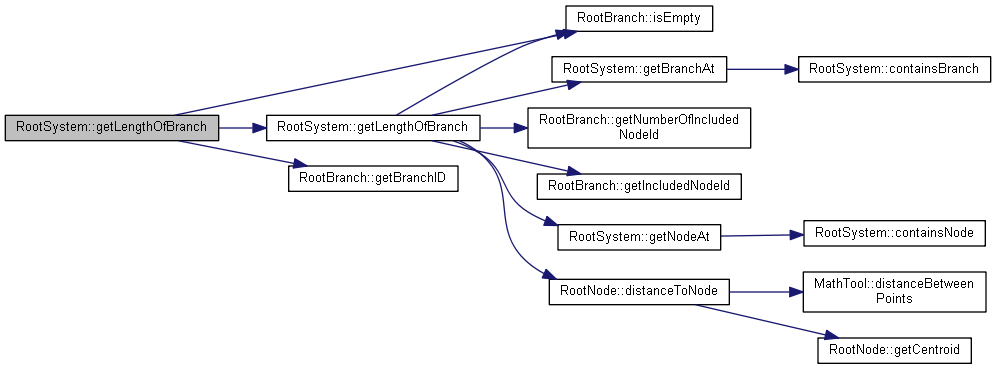 RootSystem::getLengthOfBranch
RootSystem::getLengthOfBranch
RootBranch::getBranchID
RootBranch::isEmpty
RootSystem::getBranchAt
RootSystem::containsBranch
RootBranch::getNumberOfIncluded
NodeId
RootBranch::getIncludedNodeId
RootSystem::getNodeAt
RootSystem::containsNode
RootNode::distanceToNode
MathTool::distanceBetween
Points
RootNode::getCentroid